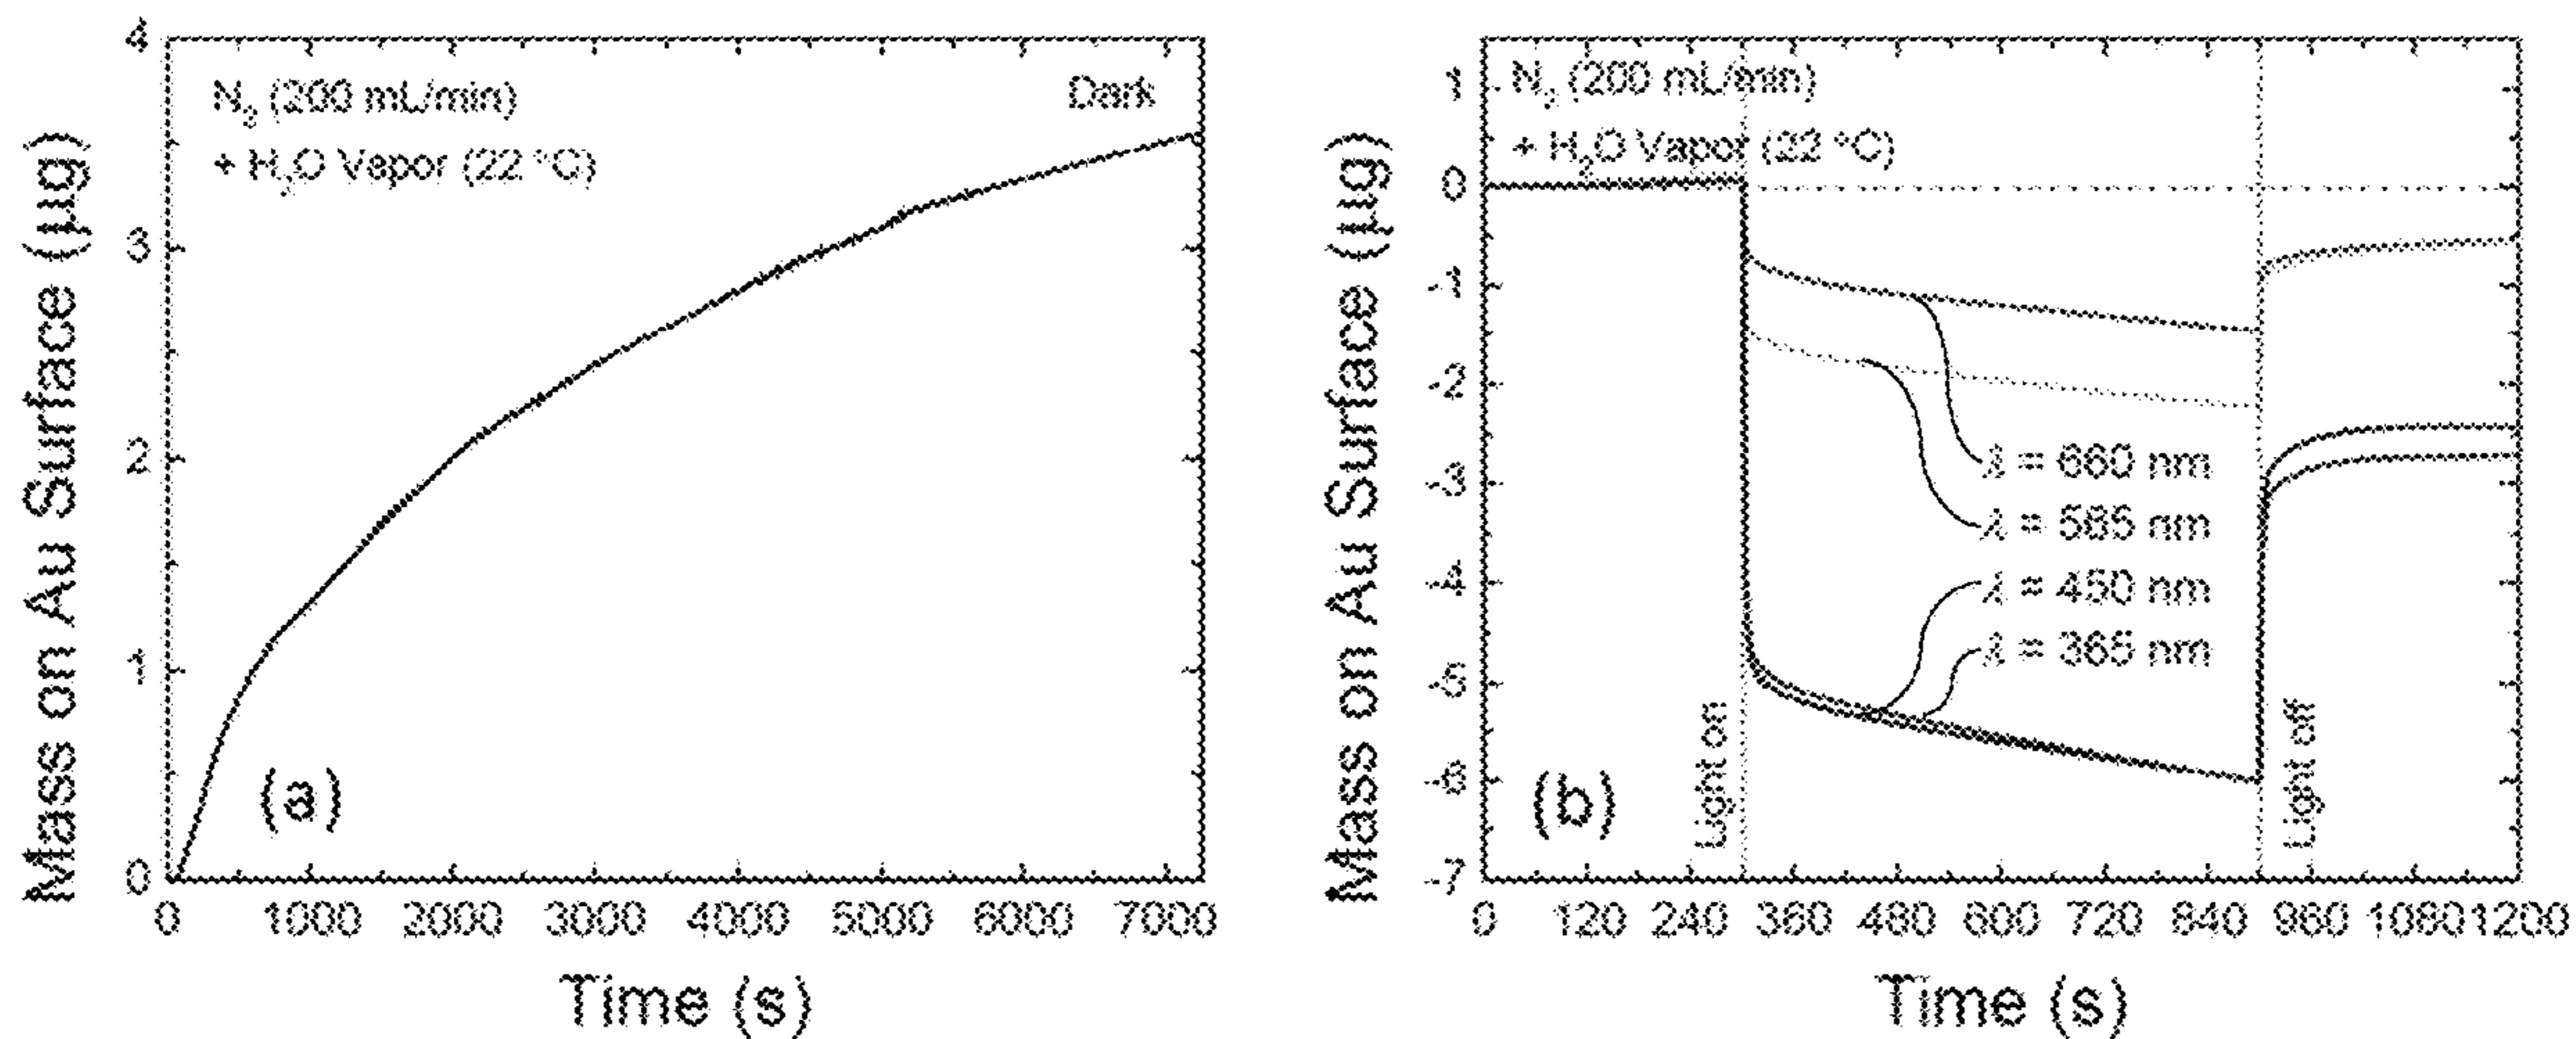 Mass on Au Surface (µg)
4
3
2
1
0
N₂ (200 mL/min)
+ H₂O Vapor (22 °C)
Dark
(a)
0 1000 2000 3000 4000 5000 6000 7000
Time (s)
Mass on Au Surface (µg)
1
0
-1
-2
-3
-4
-5
-6
-7
N₂ (200 mL/min)
+ H₂O Vapor (22 °C)
λ = 660 nm
λ = 585 nm
λ = 450 nm
λ = 365 nm
Light on
Light off
(b)
0 120 240 360 480 600 720 840 960 1080 1200
Time (s)